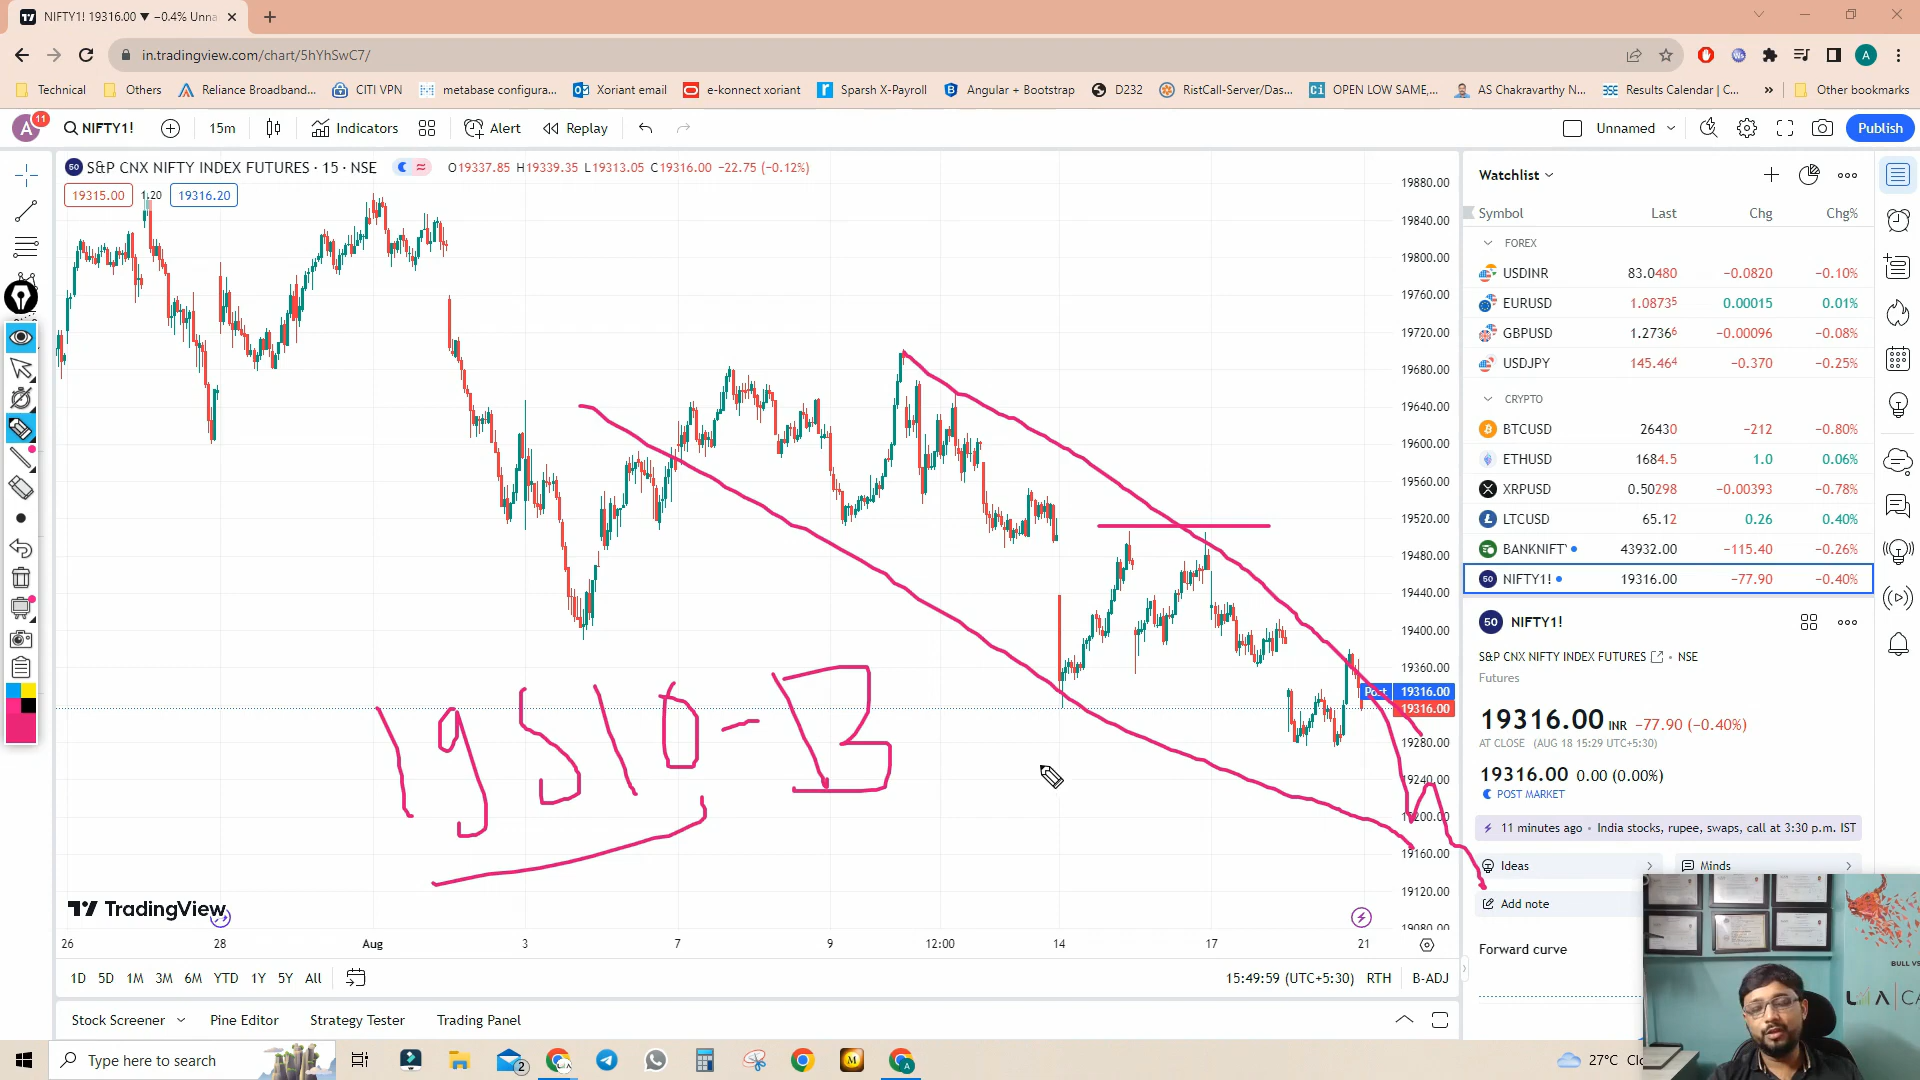 NIFTY1! 19316.00 ▼ −0.4% Unna
in.tradingview.com/chart/5hYhSwC7/
Technical Others Reliance Broadband... CITI VPN metabase configura... Xoriant email e-konnect xoriant Sparsh X-Payroll Angular + Bootstrap D232 RistCall-Server/Das... OPEN LOW SAME,... AS Chakravarthy N... Results Calendar | C... » Other bookmarks
A 11 NIFTY1! 15m Indicators Alert Replay Unnamed Publish
S&P CNX NIFTY INDEX FUTURES · 15 · NSE O19337.85 H19339.35 L19313.05 C19316.00 −22.75 (−0.12%)
19315.00 1.20 19316.20
19880.00
19840.00
19800.00
19760.00
19720.00
19680.00
19640.00
19600.00
19560.00
19520.00
19480.00
19440.00
19400.00
19360.00
Post 19316.00
19316.00
19280.00
19240.00
19200.00
19160.00
19120.00
19080.00
19510-B
TradingView
26 28 Aug 3 7 9 12:00 14 17 21
1D 5D 1M 3M 6M YTD 1Y 5Y All 15:49:59 (UTC+5:30) RTH B-ADJ
Stock Screener Pine Editor Strategy Tester Trading Panel
Watchlist
Symbol Last Chg Chg%
FOREX
USDINR 83.0480 −0.0820 −0.10%
EURUSD 1.08735 0.00015 0.01%
GBPUSD 1.27366 −0.00096 −0.08%
USDJPY 145.464 −0.370 −0.25%
CRYPTO
BTCUSD 26430 −212 −0.80%
ETHUSD 1684.5 1.0 0.06%
XRPUSD 0.50298 −0.00393 −0.78%
LTCUSD 65.12 0.26 0.40%
BANKNIFTY 43932.00 −115.40 −0.26%
NIFTY1! 19316.00 −77.90 −0.40%
50 NIFTY1!
S&P CNX NIFTY INDEX FUTURES · NSE
Futures
19316.00 INR −77.90 (−0.40%)
AT CLOSE (AUG 18 15:29 UTC+5:30)
19316.00 0.00 (0.00%)
POST MARKET
11 minutes ago · India stocks, rupee, swaps, call at 3:30 p.m. IST
Ideas Minds
Add note
Forward curve
BULL VS
CA
Type here to search 2 27°C